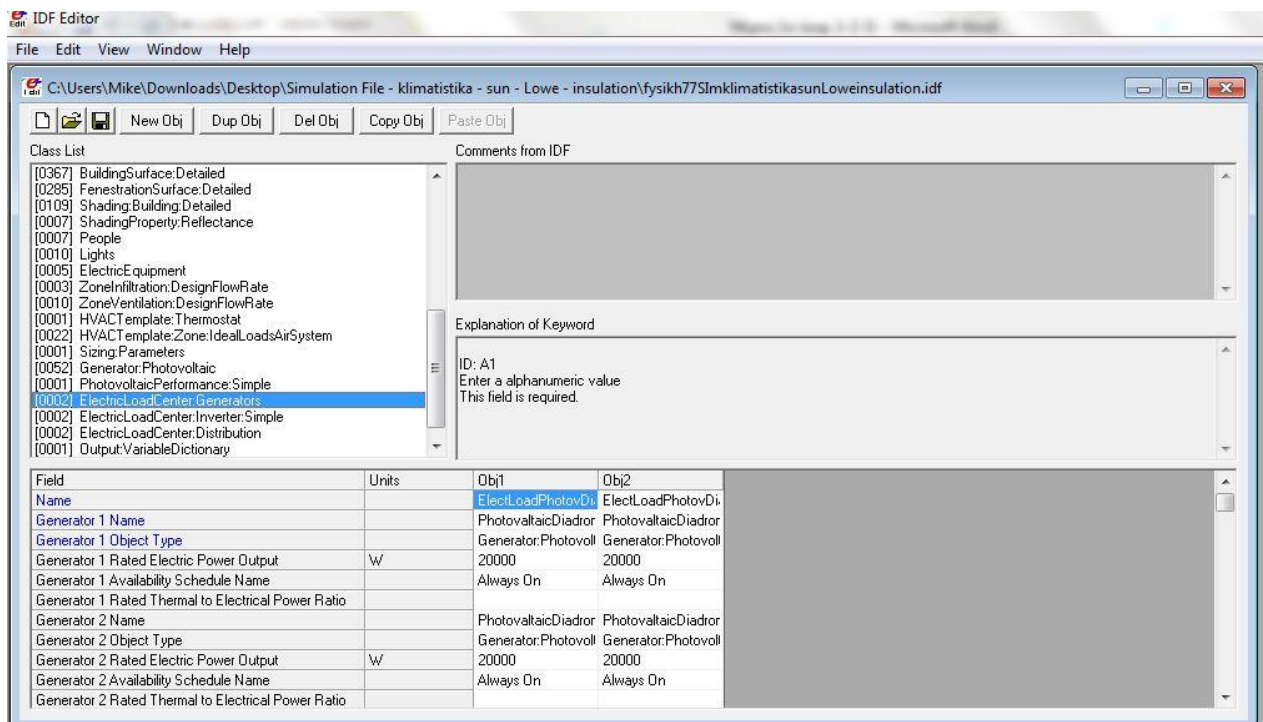 IDF Editor
File Edit View Window Help
C:\Users\Mike\Downloads\Desktop\Simulation File - klimatistika - sun - Lowe - insulation\fysikh77SImklimatistikasunLoweinsulation.idf
New Obj Dup Obj Del Obj Copy Obj Paste Obj
Class List
[0367] BuildingSurface:Detailed
[0285] FenestrationSurface:Detailed
[0109] Shading:Building:Detailed
[0007] ShadingProperty:Reflectance
[0007] People
[0010] Lights
[0005] ElectricEquipment
[0003] ZoneInfiltration:DesignFlowRate
[0010] ZoneVentilation:DesignFlowRate
[0001] HVACTemplate:Thermostat
[0022] HVACTemplate:Zone:IdealLoadsAirSystem
[0001] Sizing:Parameters
[0052] Generator:Photovoltaic
[0001] PhotovoltaicPerformance:Simple
[0002] ElectricLoadCenter:Generators
[0002] ElectricLoadCenter:Inverter:Simple
[0002] ElectricLoadCenter:Distribution
[0001] Output:VariableDictionary
Comments from IDF
Explanation of Keyword
ID: A1
Enter a alphanumeric value
This field is required.
Field Units Obj1 Obj2
Name ElectLoadPhotovDi ElectLoadPhotovDi
Generator 1 Name PhotovaltaicDiadror PhotovaltaicDiadror
Generator 1 Object Type Generator:Photovolt Generator:Photovolt
Generator 1 Rated Electric Power Output W 20000 20000
Generator 1 Availability Schedule Name Always On Always On
Generator 1 Rated Thermal to Electrical Power Ratio
Generator 2 Name PhotovaltaicDiadror PhotovaltaicDiadror
Generator 2 Object Type Generator:Photovolt Generator:Photovolt
Generator 2 Rated Electric Power Output W 20000 20000
Generator 2 Availability Schedule Name Always On Always On
Generator 2 Rated Thermal to Electrical Power Ratio